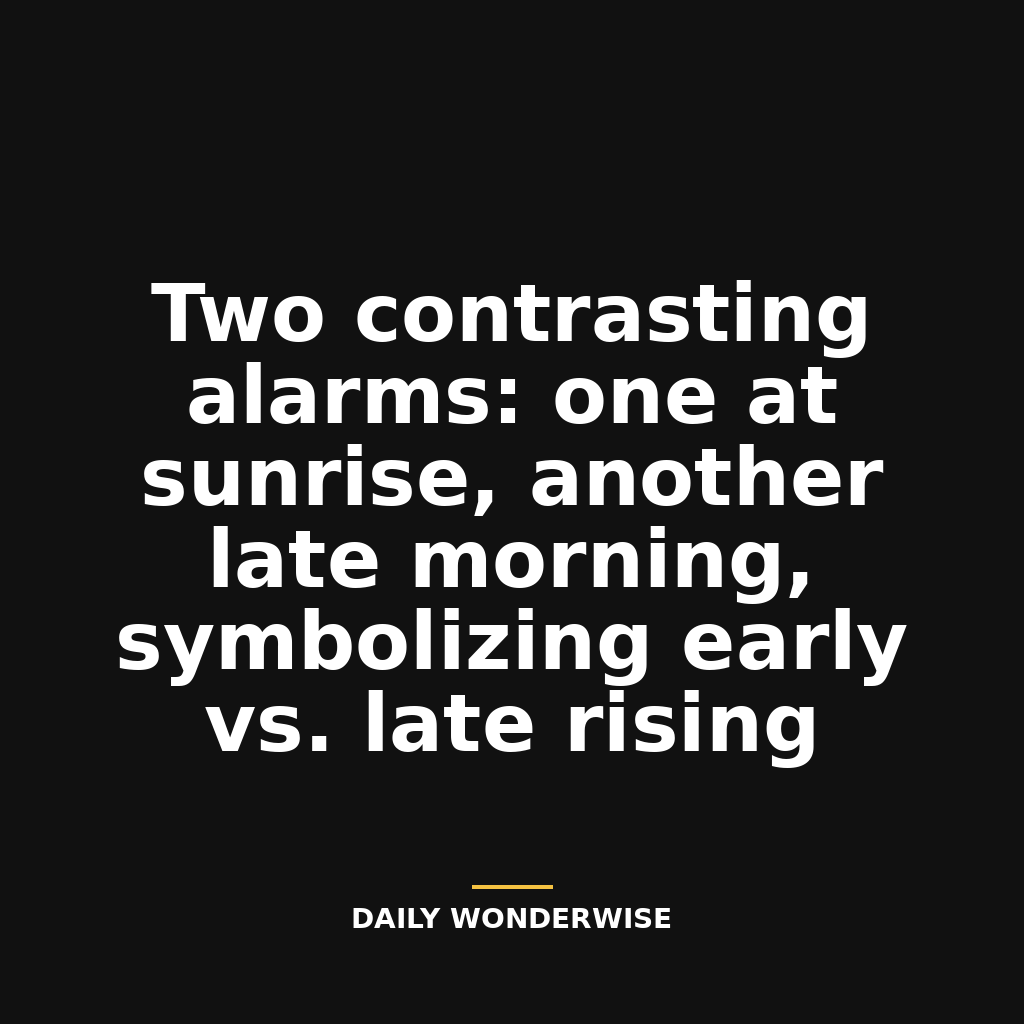 Two contrasting
alarms: one at
sunrise, another
late morning,
symbolizing early
vs. late rising
DAILY WONDERWISE